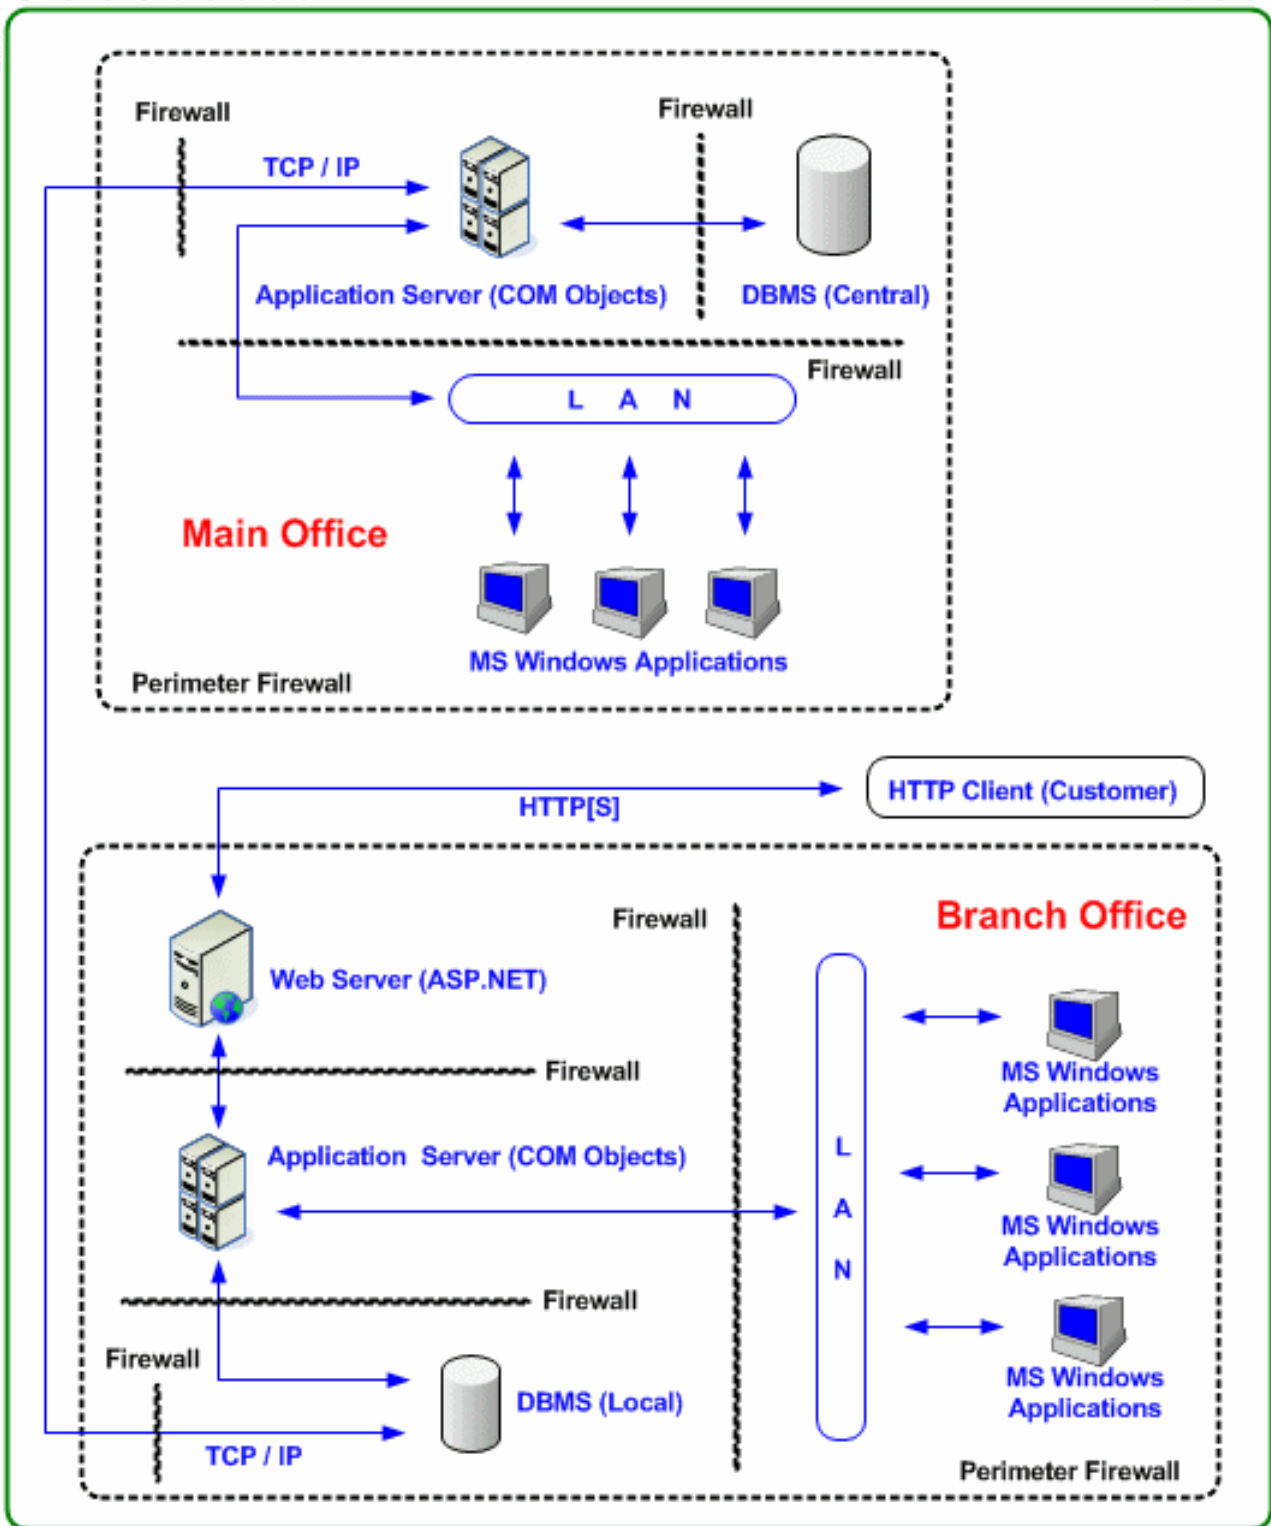 Firewall
Firewall
TCP / IP
Application Server (COM Objects)
DBMS (Central)
Firewall
L A N
Main Office
MS Windows Applications
Perimeter Firewall
HTTP Client (Customer)
HTTP[S]
Firewall
Branch Office
Web Server (ASP.NET)
Firewall
MS Windows
Applications
Application Server (COM Objects)
L
A
N
MS Windows
Applications
Firewall
Firewall
DBMS (Local)
MS Windows
Applications
TCP / IP
Perimeter Firewall